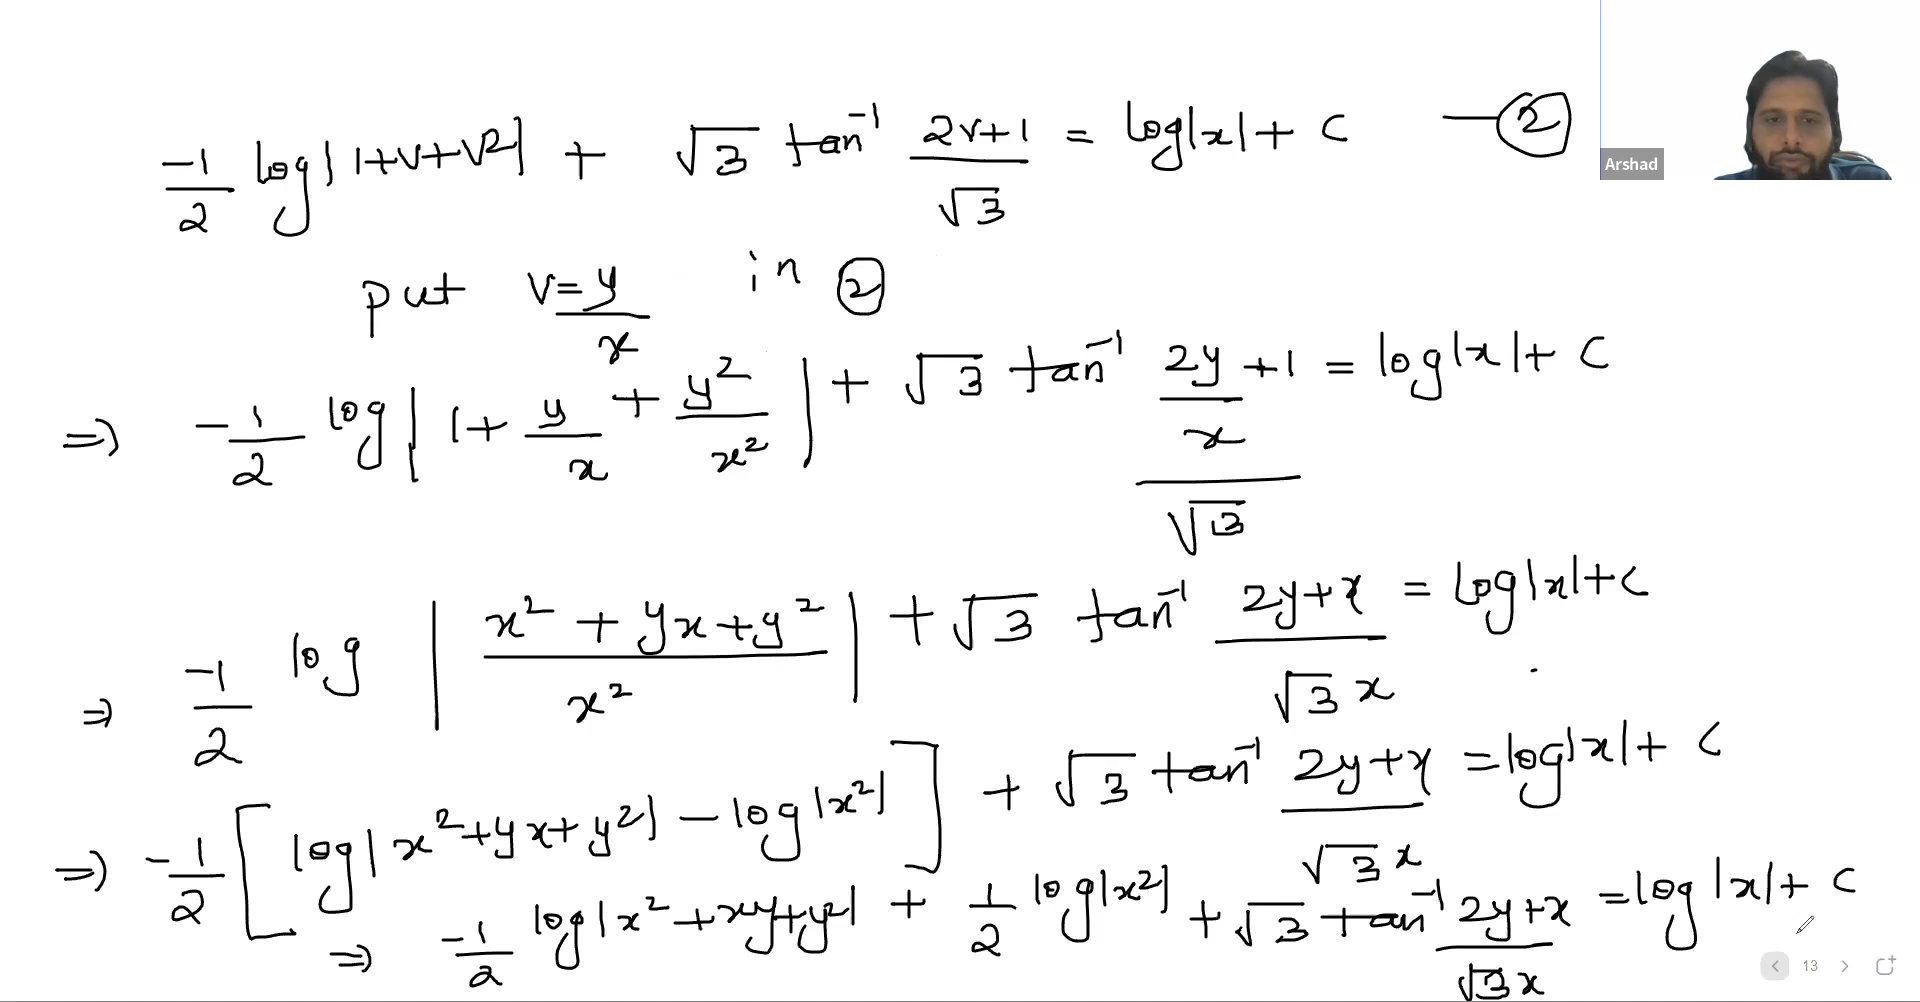 -1/2 log|1+v+v²| + √3 tan⁻¹ (2v+1)/√3 = log|x| + c —②
Arshad
put v=y/x in ②
⇒ -1/2 log|1+ y/x + y²/x²| + √3 tan⁻¹ (2y/x +1)/√3 = log|x|+ c
⇒ -1/2 log |(x² + yx+y²)/x²| + √3 tan⁻¹ (2y+x)/(√3 x) = log|x|+c
⇒ -1/2 [log|x²+yx+y²| - log|x²|] + √3 tan⁻¹ (2y+x)/(√3 x) = log|x|+ c
⇒ -1/2 log|x²+xy+y²| + 1/2 log|x²| + √3 tan⁻¹ (2y+x)/(√3x) = log|x|+ c
13